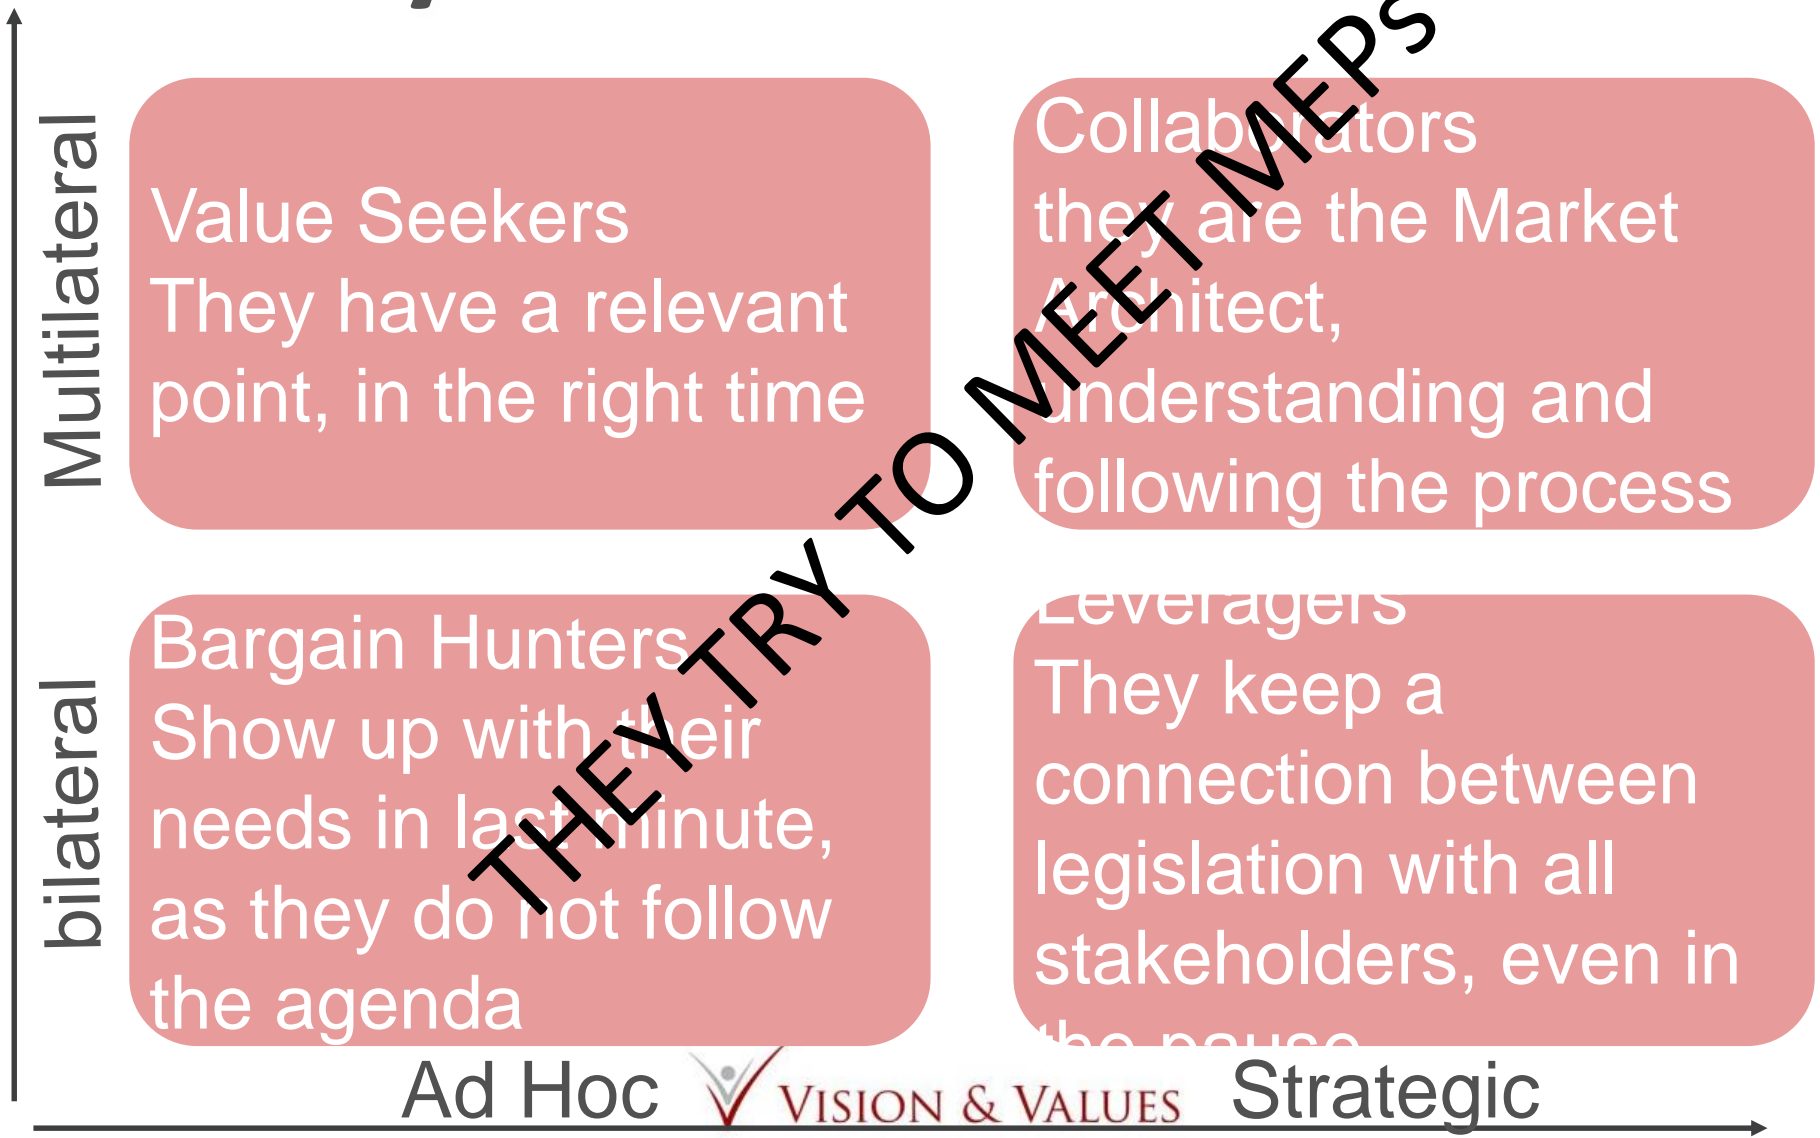 Multilateral
Value Seekers
They have a relevant
point, in the right time
Collaborators
they are the Market
Architect,
understanding and
following the process
THEY TRY TO MEET MEPS
bilateral
Bargain Hunters
Show up with their
needs in last minute,
as they do not follow
the agenda
Leveragers
They keep a
connection between
legislation with all
stakeholders, even in
the pause
Ad Hoc
VISION & VALUES
Strategic